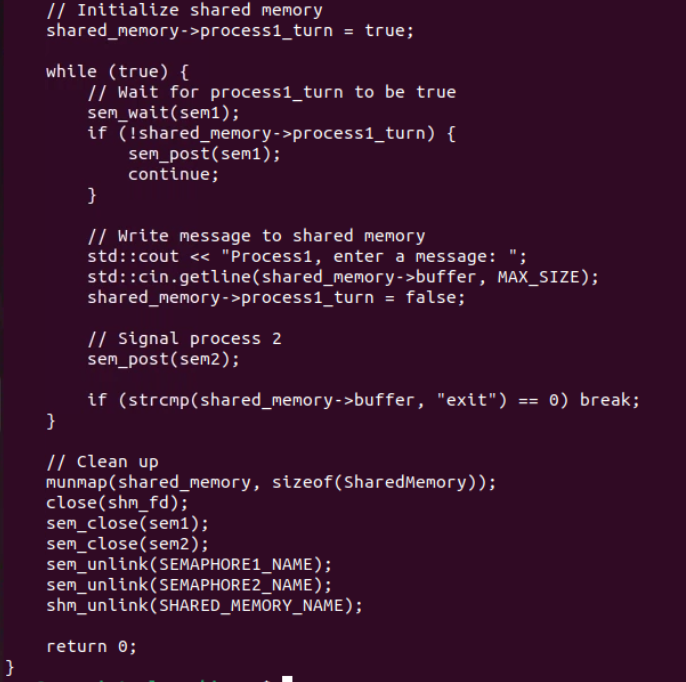 // Initialize shared memory
shared_memory->process1_turn = true;
while (true) {
// Wait for process1_turn to be true
sem_wait(sem1);
if (!shared_memory->process1_turn) {
sem_post(sem1);
continue;
}
// Write message to shared memory
std::cout << "Process1, enter a message: ";
std::cin.getline(shared_memory->buffer, MAX_SIZE);
shared_memory->process1_turn = false;
// Signal process 2
sem_post(sem2);
if (strcmp(shared_memory->buffer, "exit") == 0) break;
}
// Clean up
munmap(shared_memory, sizeof(SharedMemory));
close(shm_fd);
sem_close(sem1);
sem_close(sem2);
sem_unlink(SEMAPHORE1_NAME);
sem_unlink(SEMAPHORE2_NAME);
shm_unlink(SHARED_MEMORY_NAME);
return 0;
}